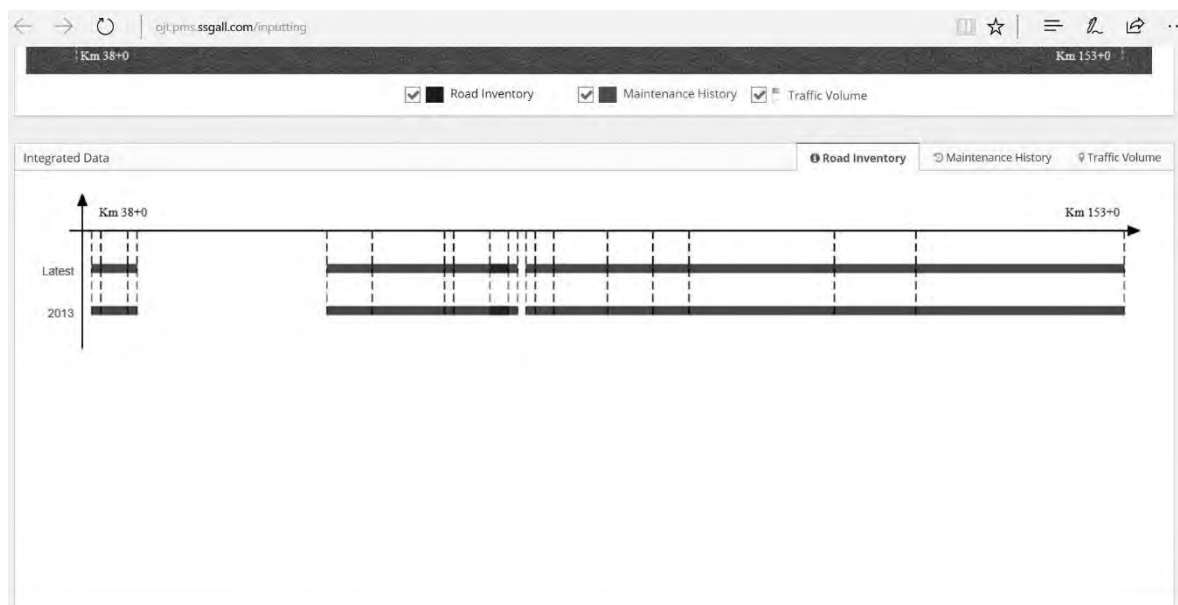 ojt.pms.ssgall.com/inputting
Km 38+0 Km 153+0
Road Inventory Maintenance History Traffic Volume
Integrated Data Road Inventory Maintenance History Traffic Volume
Km 38+0 Km 153+0
Latest
2013